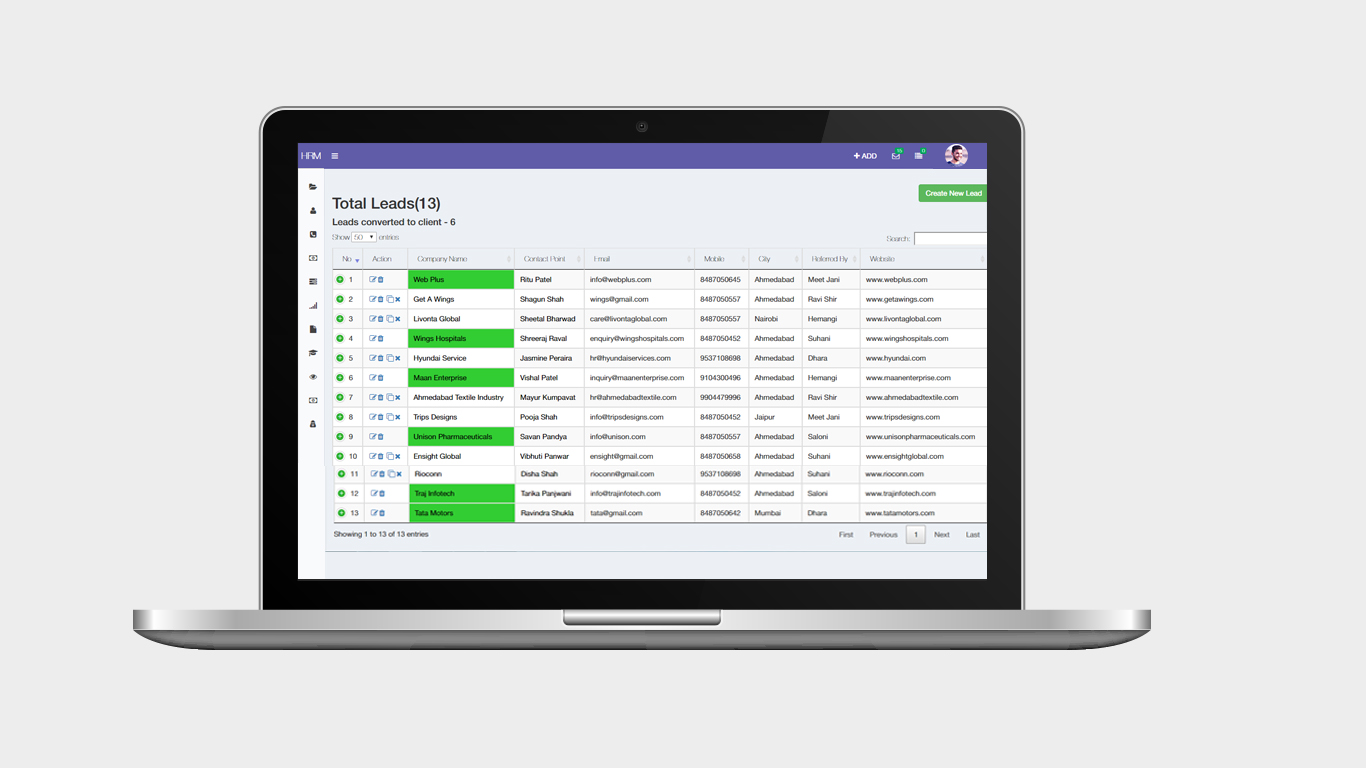 HRM + ADD
Create New Lead
Total Leads(13)
Leads converted to client - 6
Show 50 entries Search:
No Action Company Name Contact Point Email Mobile City Referred By Website
1 Web Plus Ritu Patel info@webplus.com 8487050645 Ahmedabad Meet Jani www.webplus.com
2 Get A Wings Shagun Shah wings@gmail.com 8487050557 Ahmedabad Ravi Shir www.getawings.com
3 Livonta Global Sheetal Bharwad care@livontaglobal.com 8487050557 Nairobi Hemangi www.livontaglobal.com
4 Wings Hospitals Shreeraj Raval enquiry@wingshospitals.com 8487050452 Ahmedabad Suhani www.wingshospitals.com
5 Hyundai Service Jasmine Peraira hr@hyundaiservices.com 9537108698 Ahmedabad Dhara www.hyundai.com
6 Maan Enterprise Vishal Patel inquiry@maanenterprise.com 9104300496 Ahmedabad Hemangi www.maanenterprise.com
7 Ahmedabad Textile Industry Mayur Kumpavat hr@ahmedabadtextile.com 9904479996 Ahmedabad Ravi Shir www.ahmedabadtextile.com
8 Trips Designs Pooja Shah info@tripsdesigns.com 8487050452 Jaipur Meet Jani www.tripsdesigns.com
9 Unison Pharmaceuticals Savan Pandya info@unison.com 8487050557 Ahmedabad Saloni www.unisonpharmaceuticals.com
10 Ensight Global Vibhuti Panwar ensight@gmail.com 8487050658 Ahmedabad Suhani www.ensightglobal.com
11 Rioconn Disha Shah rioconn@gmail.com 9537108698 Ahmedabad Suhani www.rioconn.com
12 Traj Infotech Tarika Panjwani info@trajinfotech.com 8487050452 Ahmedabad Saloni www.trajinfotech.com
13 Tata Motors Ravindra Shukla tata@gmail.com 8487050642 Mumbai Dhara www.tatamotors.com
Showing 1 to 13 of 13 entries First Previous 1 Next Last